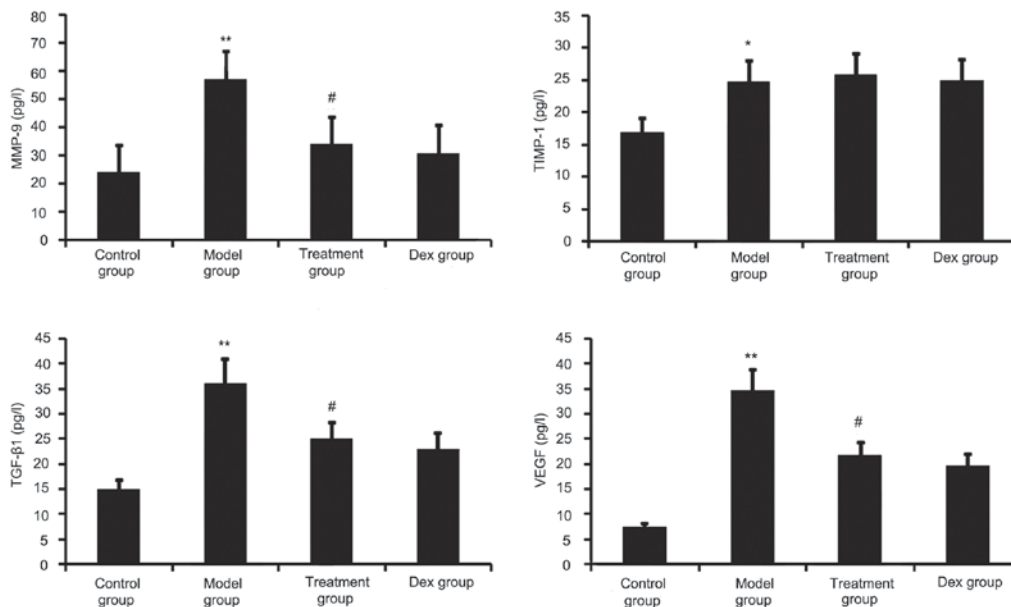 80
70
60
50
40
30
20
10
0
MMP-9 (pg/l)
**
#
Control
group
Model
group
Treatment
group
Dex group
35
30
25
20
15
10
5
0
TIMP-1 (pg/l)
*
Control
group
Model
group
Treatment
group
Dex group
45
40
35
30
25
20
15
10
5
0
TGF-β1 (pg/l)
**
#
Control
group
Model
group
Treatment
group
Dex group
45
40
35
30
25
20
15
10
5
0
VEGF (pg/l)
**
#
Control
group
Model
group
Treatment
group
Dex group